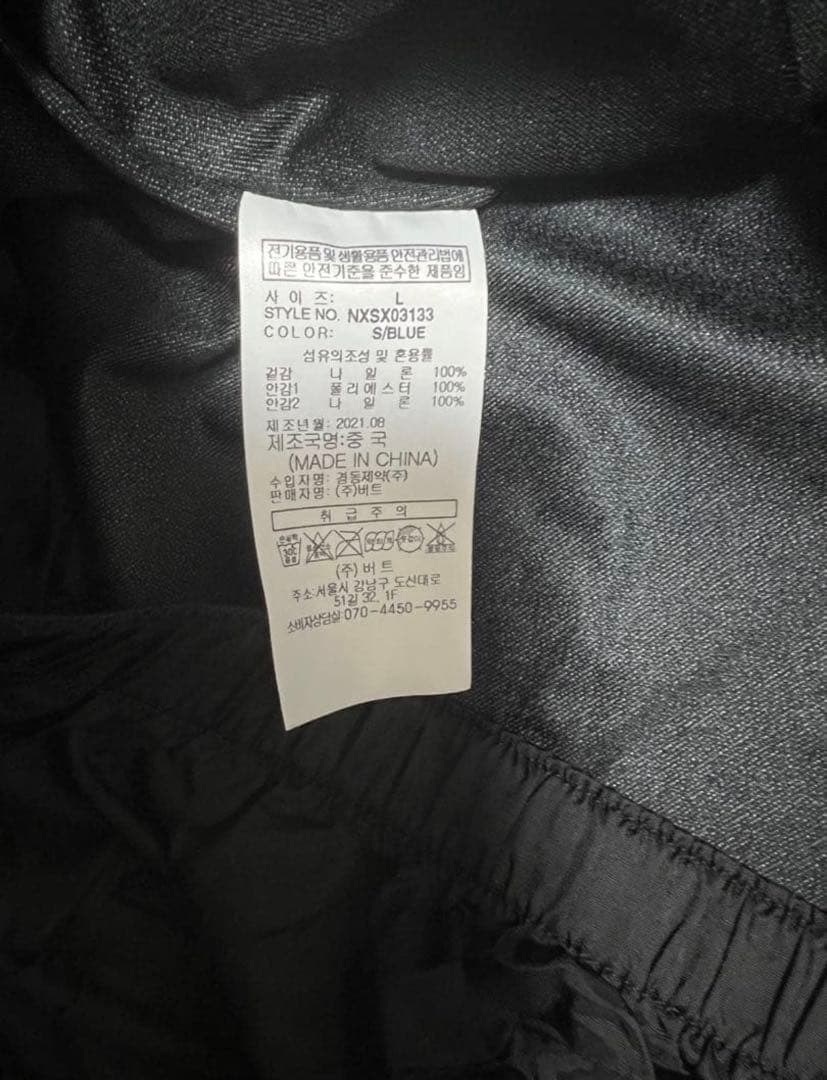 전기용품 및 생활용품 안전관리법에
따른 안전기준을 준수한 제품임
사 이 즈: L
STYLE NO. NXSX03133
COLOR: S/BLUE
섬유의조성 및 혼용률
겉감 나 일 론 100%
안감1 폴 리 에 스 터 100%
안감2 나 일 론 100%
제조년월: 2021.08
제조국명:중 국
(MADE IN CHINA)
수입자명: 경동제약(주)
판매자명: (주)버트
취 급 주 의
30℃
(주)버트
주소:서울시 강남구 도산대로
51길 32, 1F
소비자상담실:070-4450-9955